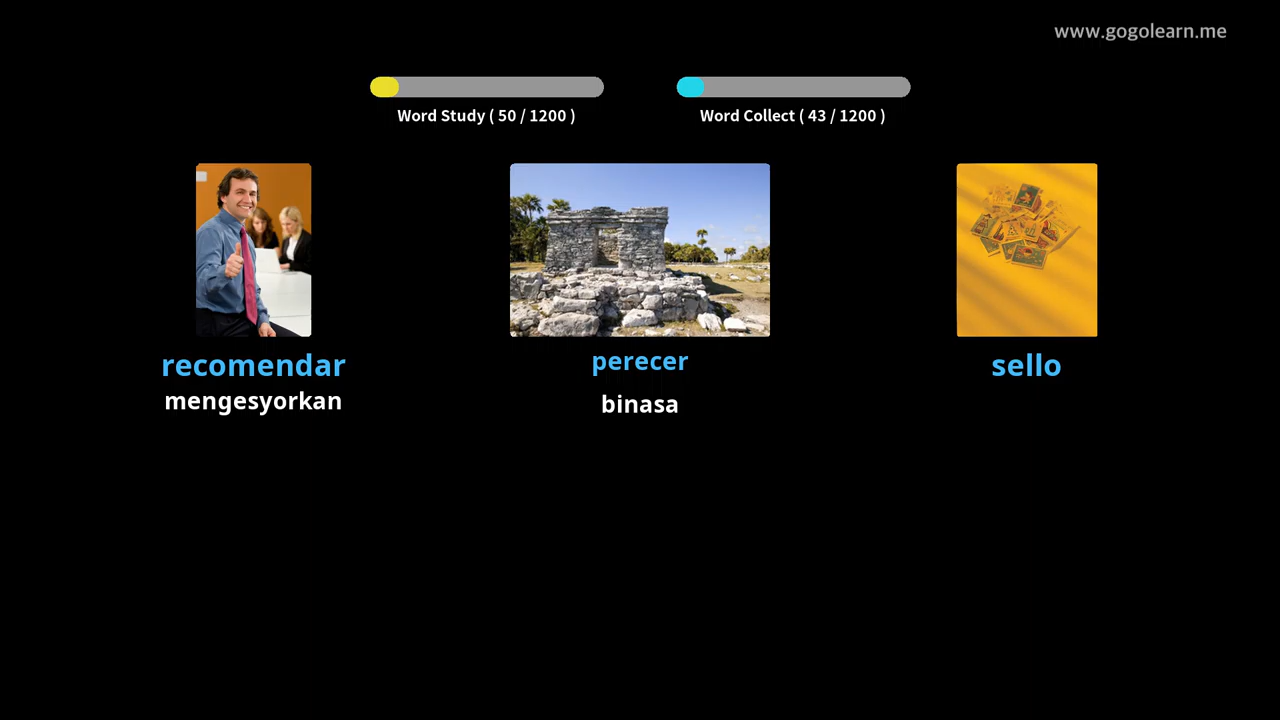 www.gogolearn.me
Word Study ( 50 / 1200 )
Word Collect ( 43 / 1200 )
recomendar
mengesyorkan
perecer
binasa
sello